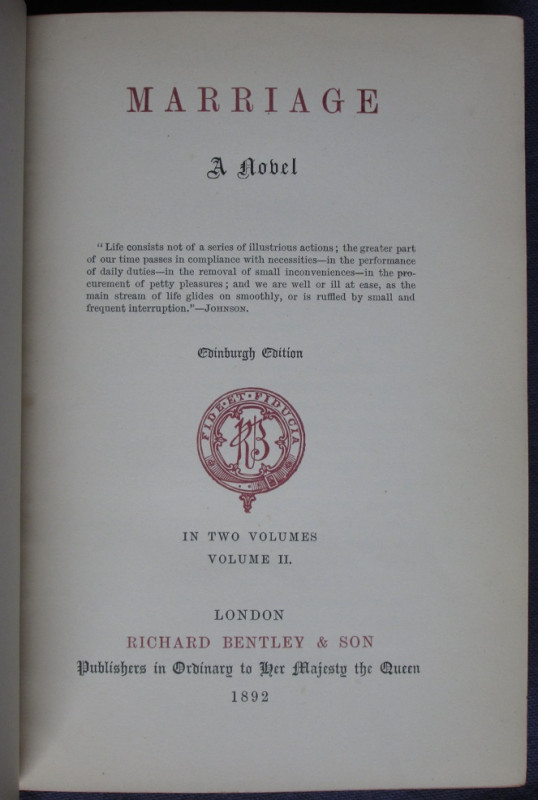 MARRIAGE
A Novel
"Life consists not of a series of illustrious actions; the greater part
of our time passes in compliance with necessities—in the performance
of daily duties—in the removal of small inconveniences—in the pro-
curement of petty pleasures; and we are well or ill at ease, as the
main stream of life glides on smoothly, or is ruffled by small and
frequent interruption."—JOHNSON.
Edinburgh Edition
FIDE·ET·FIDUCIA
RB
IN TWO VOLUMES
VOLUME II.
LONDON
RICHARD BENTLEY & SON
Publishers in Ordinary to Her Majesty the Queen
1892